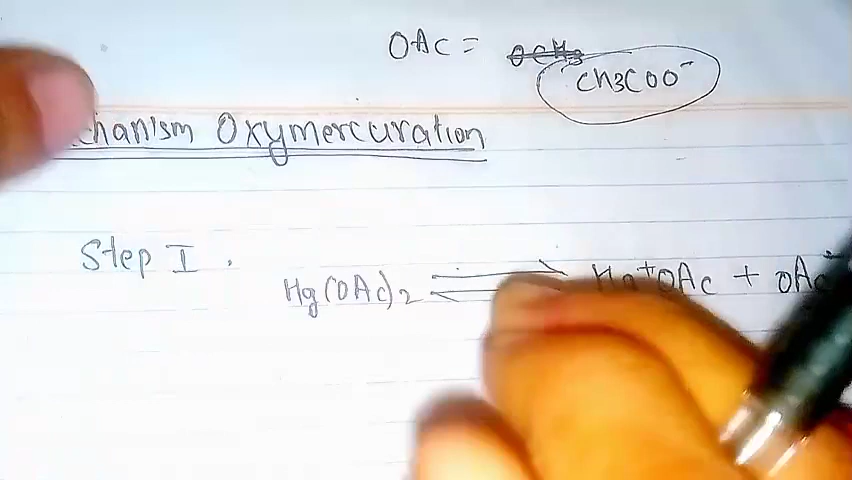 OAc = CH3COO⁻
chanism Oxymercuration
Step I .
Hg(OAc)2 ⇌ Hg⁺OAc + OAc⁻